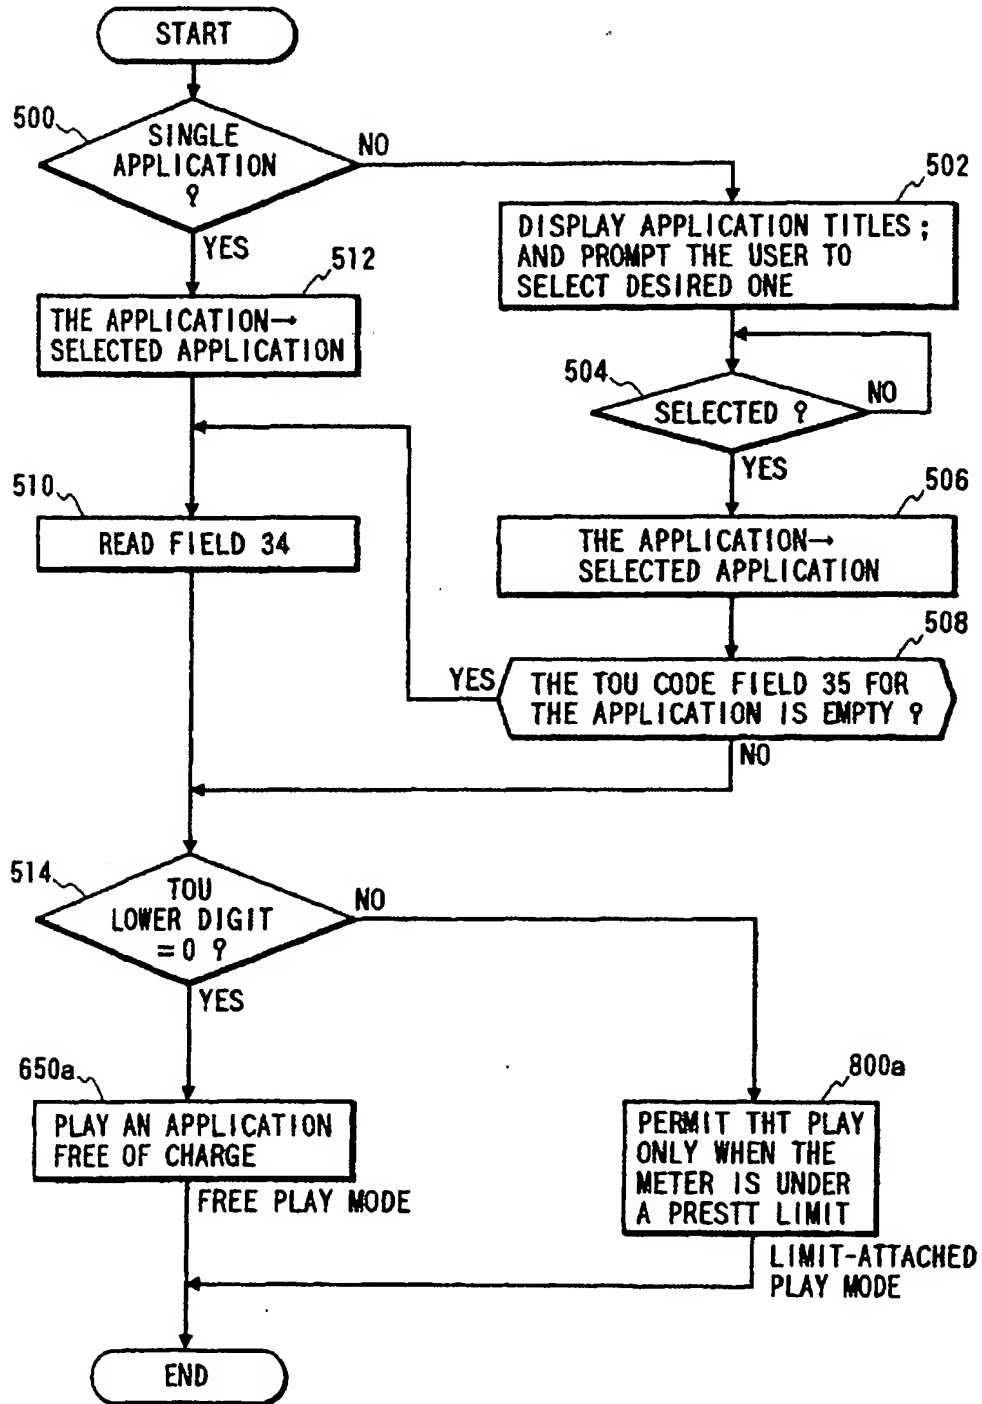 START
500
SINGLE
APPLICATION
?
NO
YES
502
DISPLAY APPLICATION TITLES ;
AND PROMPT THE USER TO
SELECT DESIRED ONE
512
THE APPLICATION→
SELECTED APPLICATION
504
SELECTED ?
NO
YES
506
THE APPLICATION→
SELECTED APPLICATION
510
READ FIELD 34
508
THE TOU CODE FIELD 35 FOR
THE APPLICATION IS EMPTY ?
YES
NO
514
TOU
LOWER DIGIT
=0 ?
NO
YES
650a
PLAY AN APPLICATION
FREE OF CHARGE
FREE PLAY MODE
800a
PERMIT THT PLAY
ONLY WHEN THE
METER IS UNDER
A PRESTT LIMIT
LIMIT-ATTACHED
PLAY MODE
END